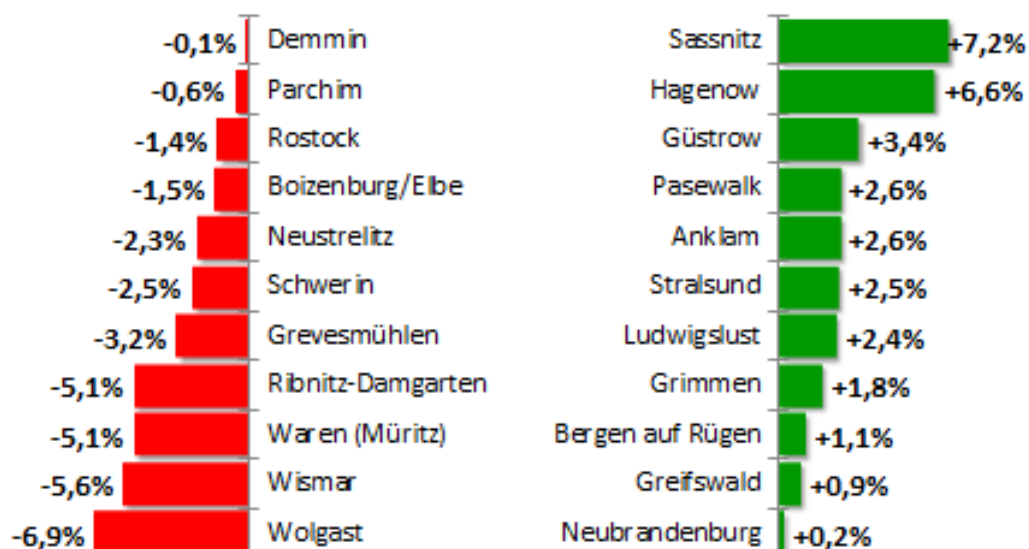 -0,1% Demmin Sassnitz +7,2%
-0,6% Parchim Hagenow +6,6%
-1,4% Rostock Güstrow +3,4%
-1,5% Boizenburg/Elbe Pasewalk +2,6%
-2,3% Neustrelitz Anklam +2,6%
-2,5% Schwerin Stralsund +2,5%
-3,2% Grevesmühlen Ludwigslust +2,4%
-5,1% Ribnitz-Damgarten Grimmen +1,8%
-5,1% Waren (Müritz) Bergen auf Rügen +1,1%
-5,6% Wismar Greifswald +0,9%
-6,9% Wolgast Neubrandenburg +0,2%